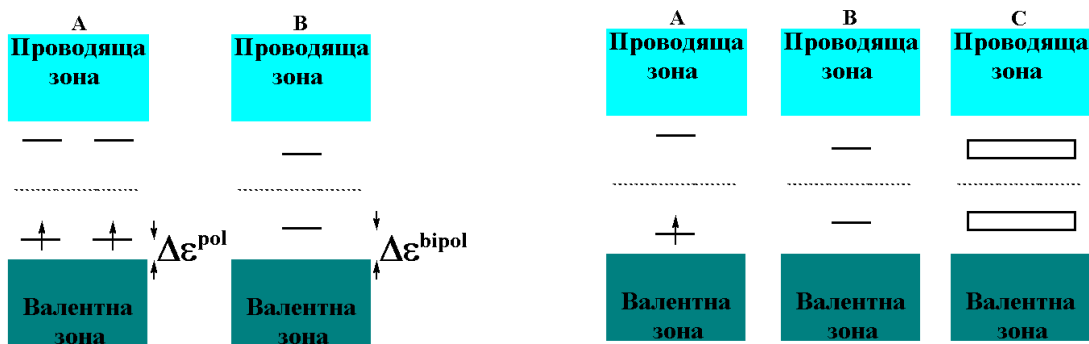 A
B
A
B
C
Проводяща
зона
Проводяща
зона
Проводяща
зона
Проводяща
зона
Проводяща
зона
Δε^pol
Δε^bipol
Валентна
зона
Валентна
зона
Валентна
зона
Валентна
зона
Валентна
зона